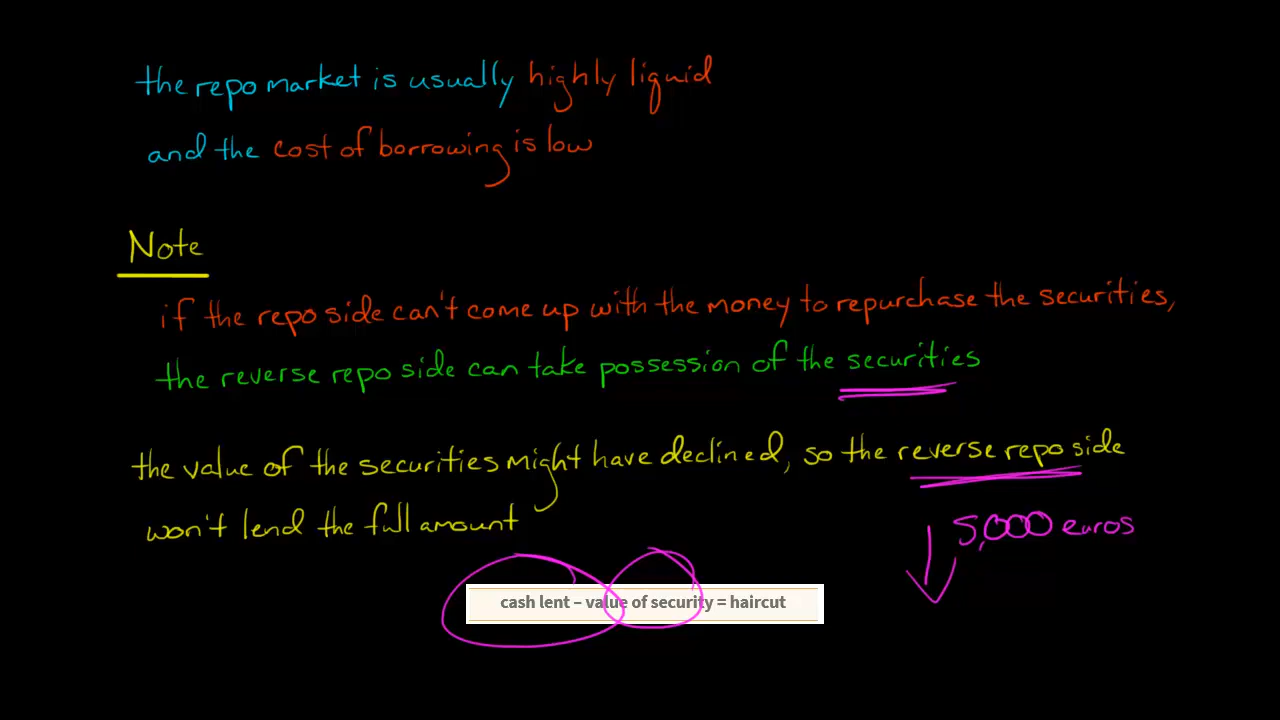 the repo market is usually highly liquid
and the cost of borrowing is low
Note
if the repo side can't come up with the money to repurchase the securities,
the reverse repo side can take possession of the securities
the value of the securities might have declined, so the reverse repo side
won't lend the full amount
5,000 euros
cash lent – value of security = haircut